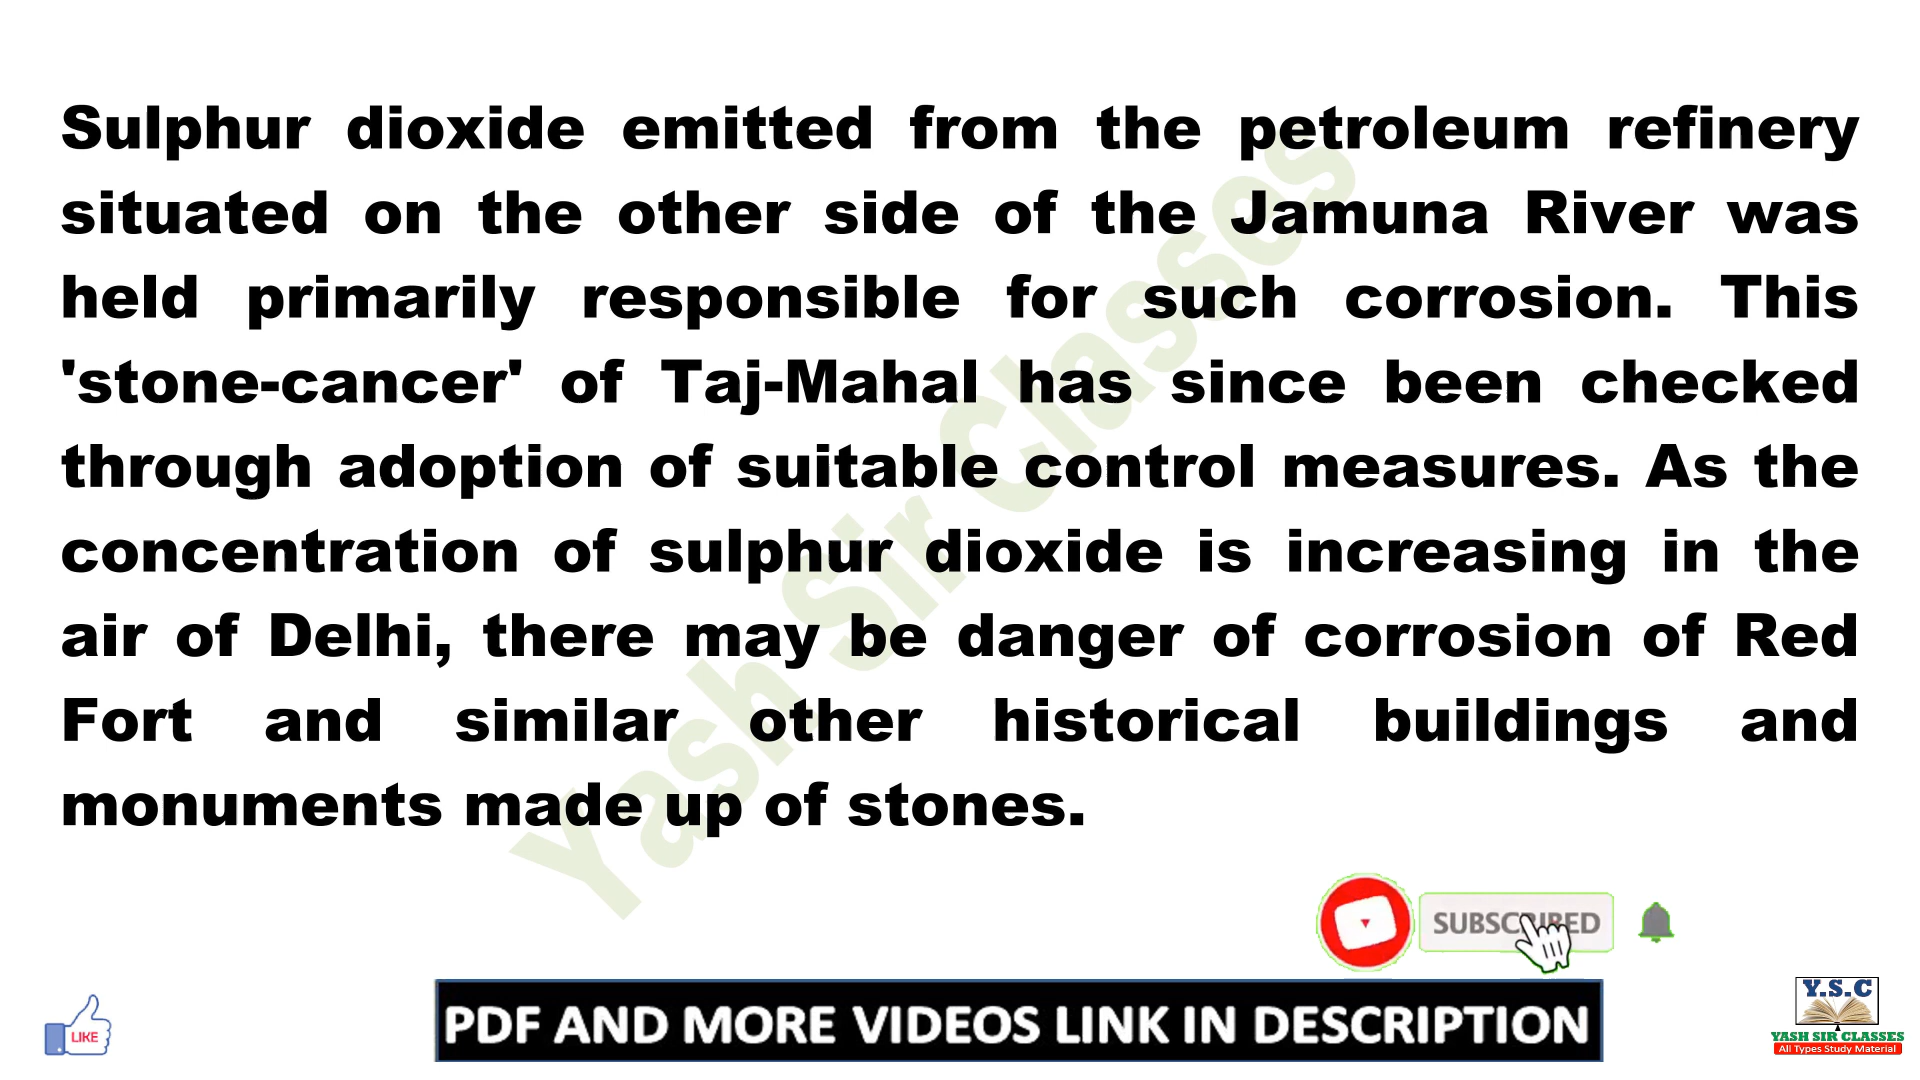 Sulphur dioxide emitted from the petroleum refinery
situated on the other side of the Jamuna River was
held primarily responsible for such corrosion. This
'stone-cancer' of Taj-Mahal has since been checked
through adoption of suitable control measures. As the
concentration of sulphur dioxide is increasing in the
air of Delhi, there may be danger of corrosion of Red
Fort and similar other historical buildings and
monuments made up of stones.
Yash Sir Classes
SUBSCRIBED
LIKE
PDF AND MORE VIDEOS LINK IN DESCRIPTION
Y.S.C
YASH SIR CLASSES
All Types Study Material